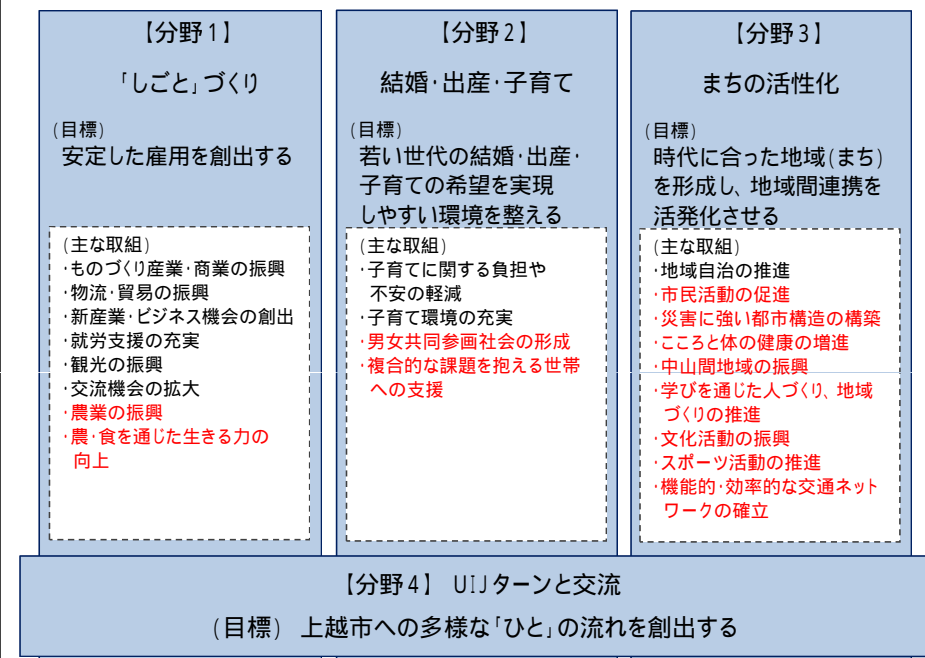 【分野1】
「しごと」づくり
(目標)
安定した雇用を創出する
(主な取組)
・ものづくり産業・商業の振興
・物流・貿易の振興
・新産業・ビジネス機会の創出
・就労支援の充実
・観光の振興
・交流機会の拡大
・農業の振興
・農・食を通じた生きる力の
向上
【分野2】
結婚・出産・子育て
(目標)
若い世代の結婚・出産・
子育ての希望を実現
しやすい環境を整える
(主な取組)
・子育てに関する負担や
不安の軽減
・子育て環境の充実
・男女共同参画社会の形成
・複合的な課題を抱える世帯
への支援
【分野3】
まちの活性化
(目標)
時代に合った地域(まち)
を形成し、地域間連携を
活発化させる
(主な取組)
・地域自治の推進
・市民活動の促進
・災害に強い都市構造の構築
・こころと体の健康の増進
・中山間地域の振興
・学びを通じた人づくり、地域
づくりの推進
・文化活動の振興
・スポーツ活動の推進
・機能的・効率的な交通ネット
ワークの確立
【分野4】 UIJターンと交流
(目標) 上越市への多様な「ひと」の流れを創出する